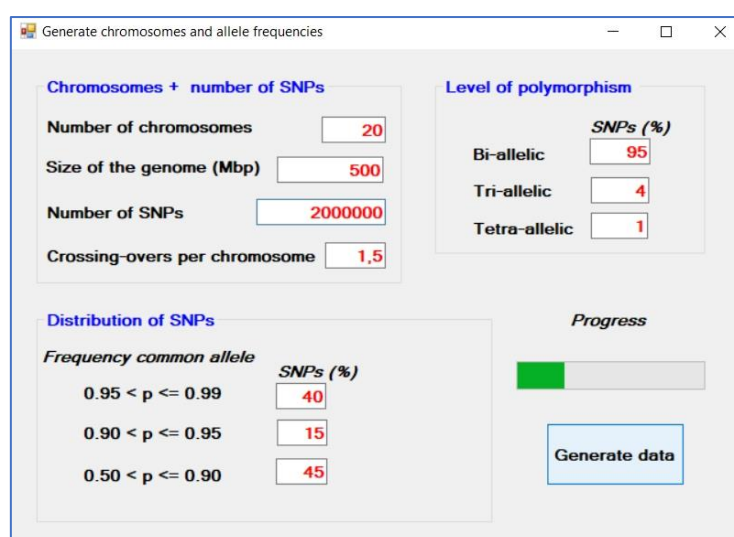 Generate chromosomes and allele frequencies
Chromosomes + number of SNPs
Number of chromosomes 20
Size of the genome (Mbp) 500
Number of SNPs 2000000
Crossing-overs per chromosome 1,5
Level of polymorphism
SNPs (%)
Bi-allelic 95
Tri-allelic 4
Tetra-allelic 1
Distribution of SNPs
Frequency common allele
SNPs (%)
0.95 < p <= 0.99 40
0.90 < p <= 0.95 15
0.50 < p <= 0.90 45
Progress
Generate data